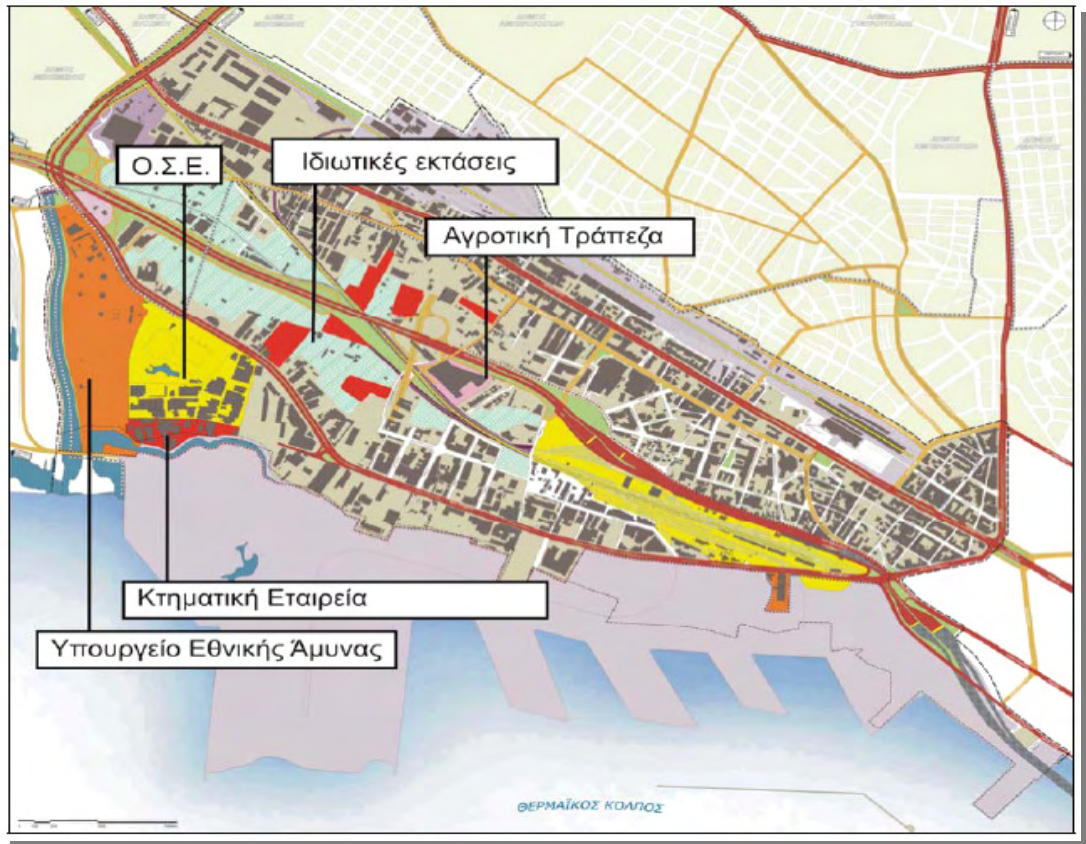 Ο.Σ.Ε.
Ιδιωτικές εκτάσεις
Αγροτική Τράπεζα
Κτηματική Εταιρεία
Υπουργείο Εθνικής Άμυνας
ΘΕΡΜΑΪΚΟΣ ΚΟΛΠΟΣ